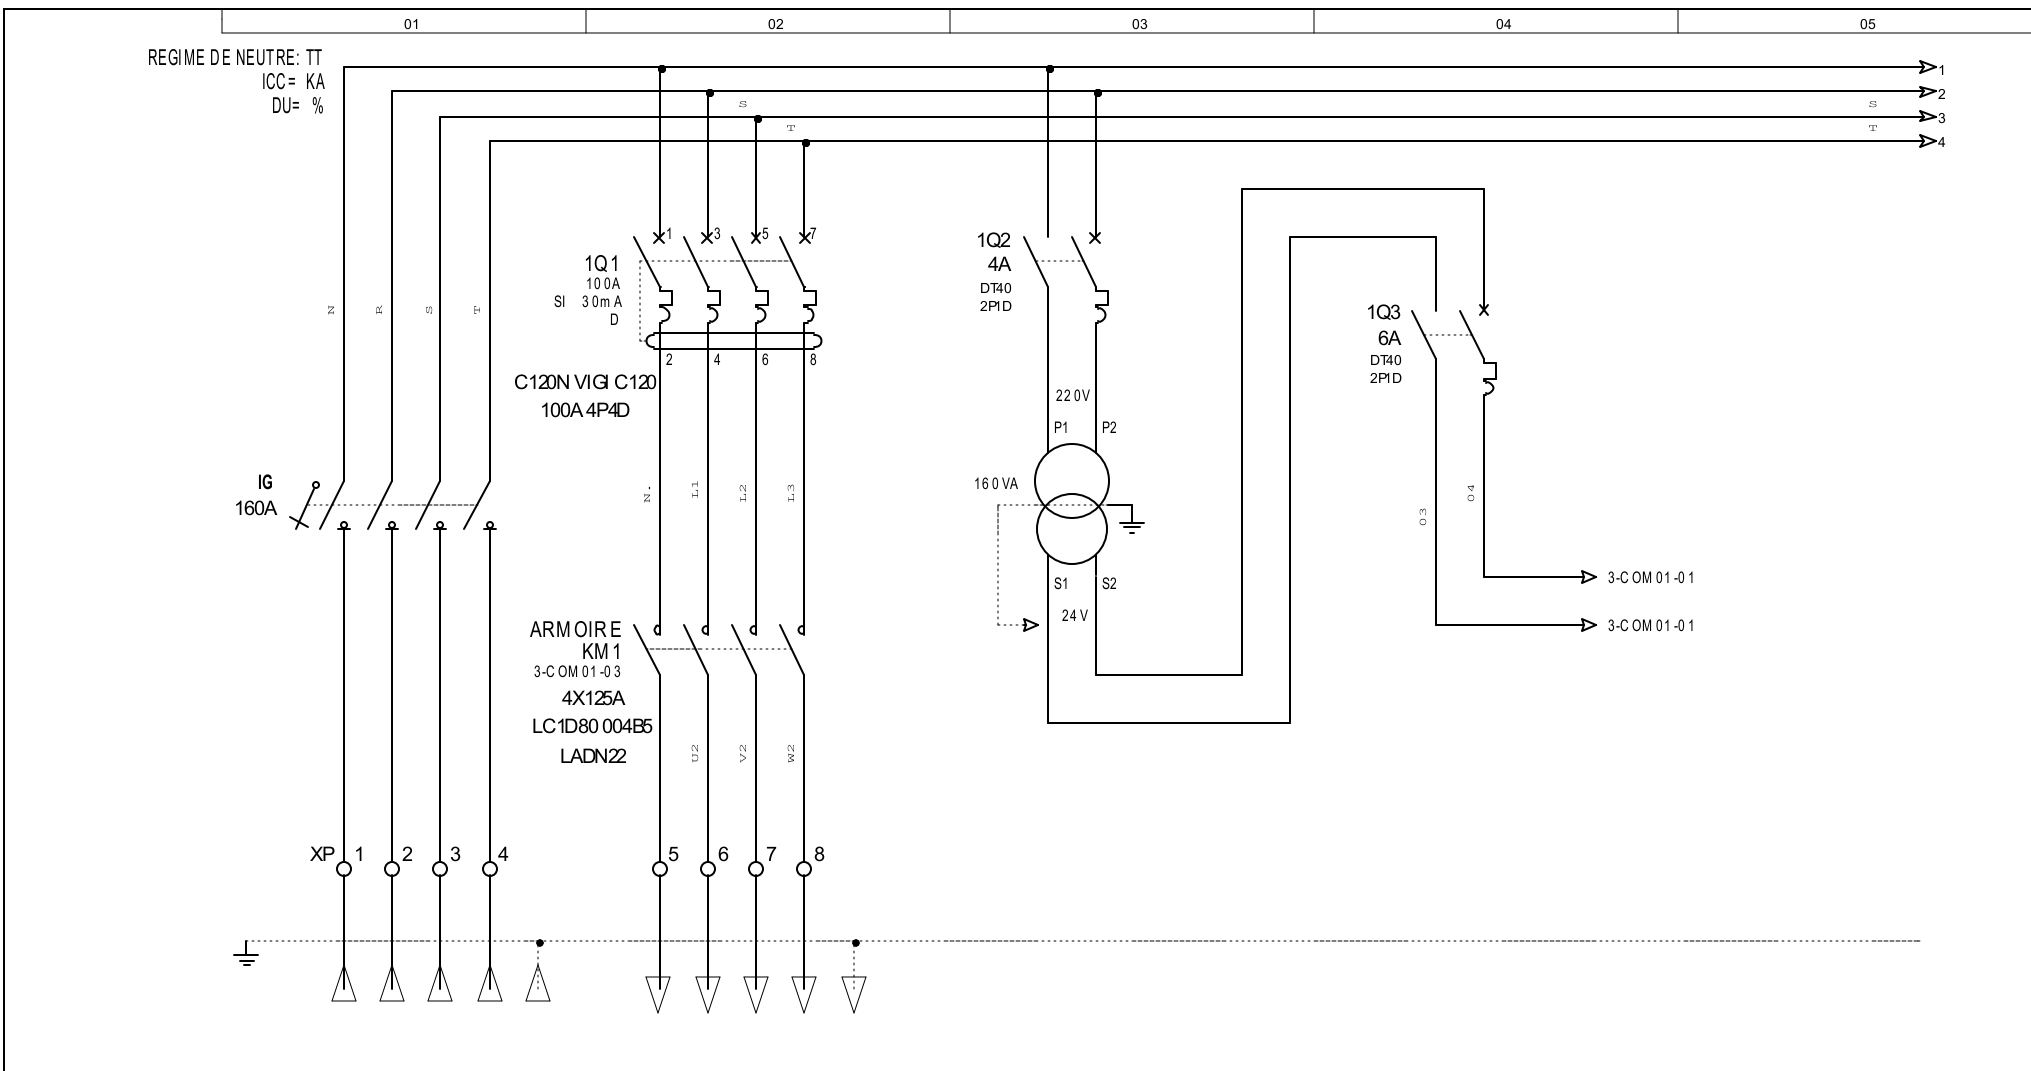 01 02 03 04 05
REGIME DE NEUTRE: TT
ICC= KA
DU= %
1
2
S S
3
T T
4
1 3 5 7
1Q1
100A
SI 30mA
D
2 4 6 8
C120N VIGI C120
100A 4P4D
1Q2
4A
DT40
2P1D
1Q3
6A
DT40
2P1D
N R S T
220V
P1 P2
IG
160A
N. L1 L2 L3
160VA
03 04
S1 S2
24V
3-COM01-01
3-COM01-01
ARMOIRE
KM1
3-COM01-03
4X125A
LC1D80004B5
LADN22
U2 V2 W2
XP 1 2 3 4 5 6 7 8